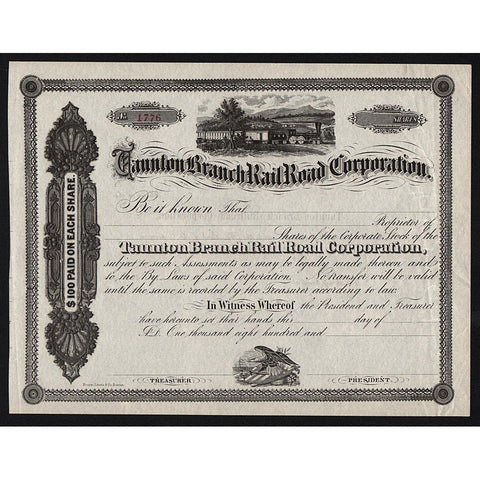 No. 1776
SHARES
Taunton Branch Rail Road Corporation.
Be it known That
Proprietor of
Shares of the Corporate Stock of the
Taunton Branch Rail Road Corporation,
subject to such Assessments as may be legally made thereon and
to the By Laws of said Corporation. No transfer will be valid
until the same is recorded by the Treasurer according to law.
In Witness Whereof the President and Treasurer
have hereunto set their hands this day of
A.D. One thousand eight hundred and
TREASURER
PRESIDENT.
$100 PAID ON EACH SHARE.